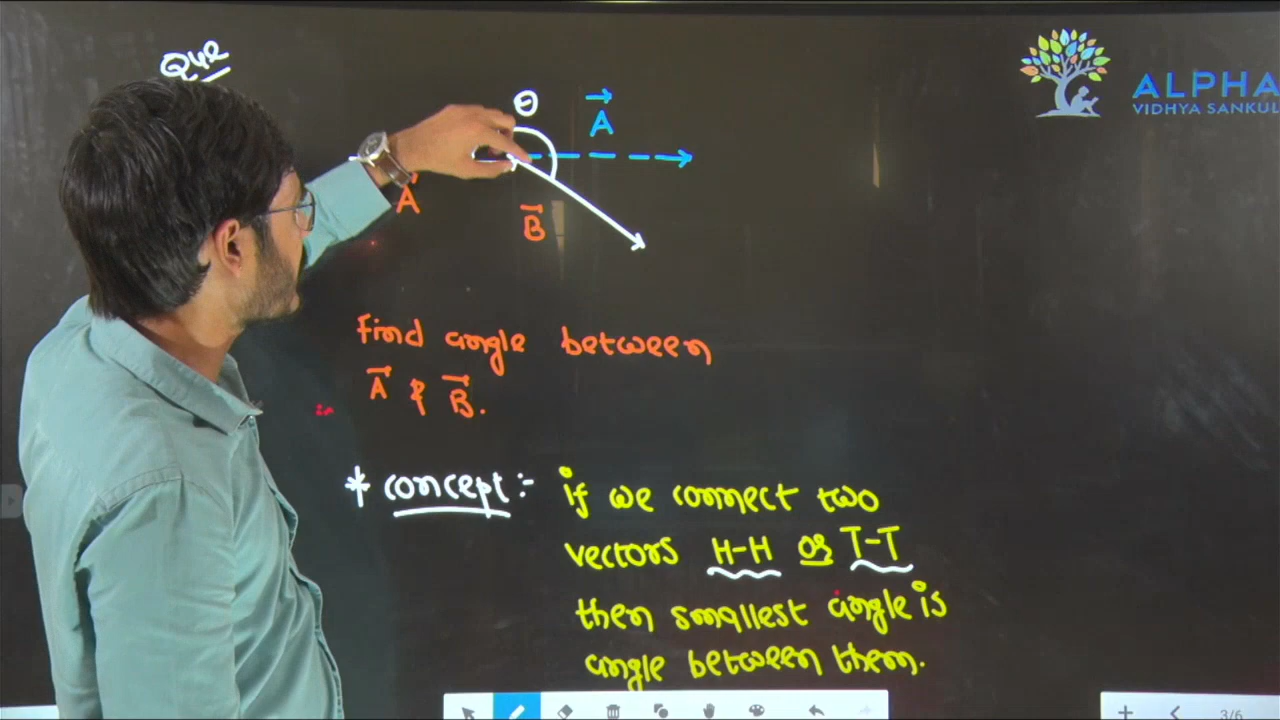 Que
θ
A
A
B
Find angle between
A & B.
* concept :- if we connect two
vectors H-H or T-T
then smallest angle is
angle between them.
ALPHA
VIDHYA SANKUL
3/6